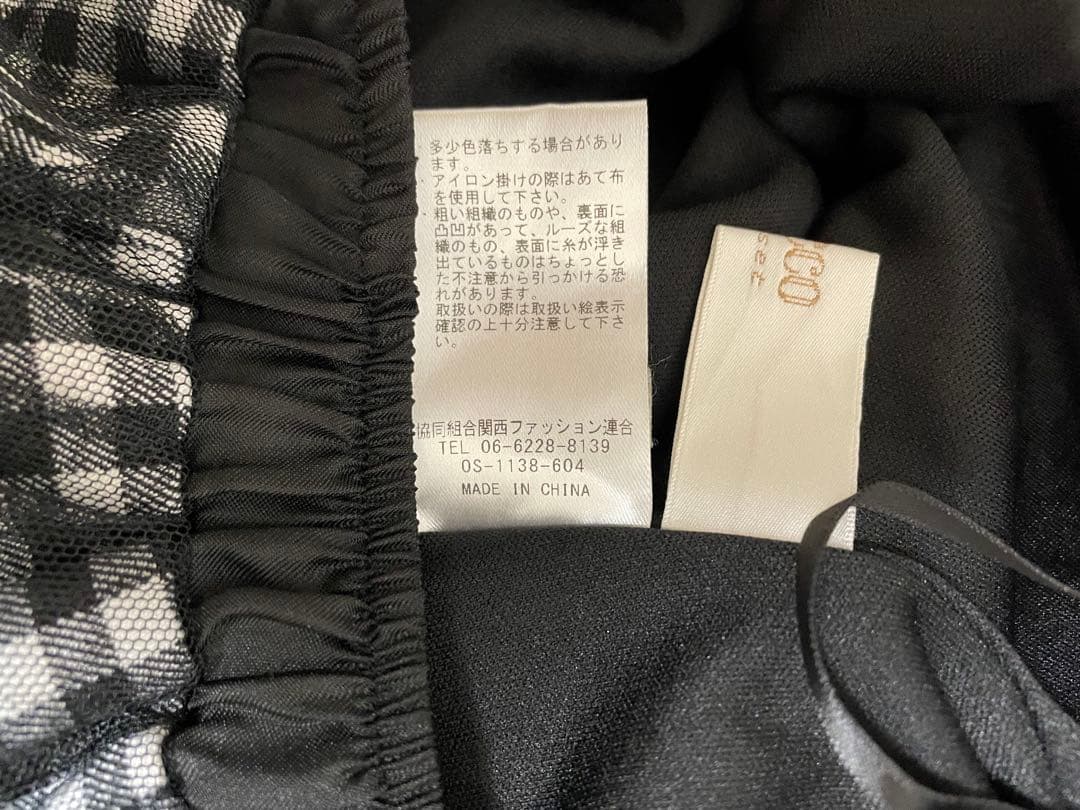 多少色落ちする場合があり
ます。
・アイロン掛けの際はあて布
を使用して下さい。
・粗い組織のものや、裏面に
凸凹があって、ルーズな組
織のもの、表面に糸が浮き
出ているものはちょっとし
た不注意から引っかける恐
れがあります。
取扱いの際は取扱い絵表示
確認の上十分注意して下さ
い。
協同組合関西ファッション連合
TEL 06-6228-8139
OS-1138-604
MADE IN CHINA